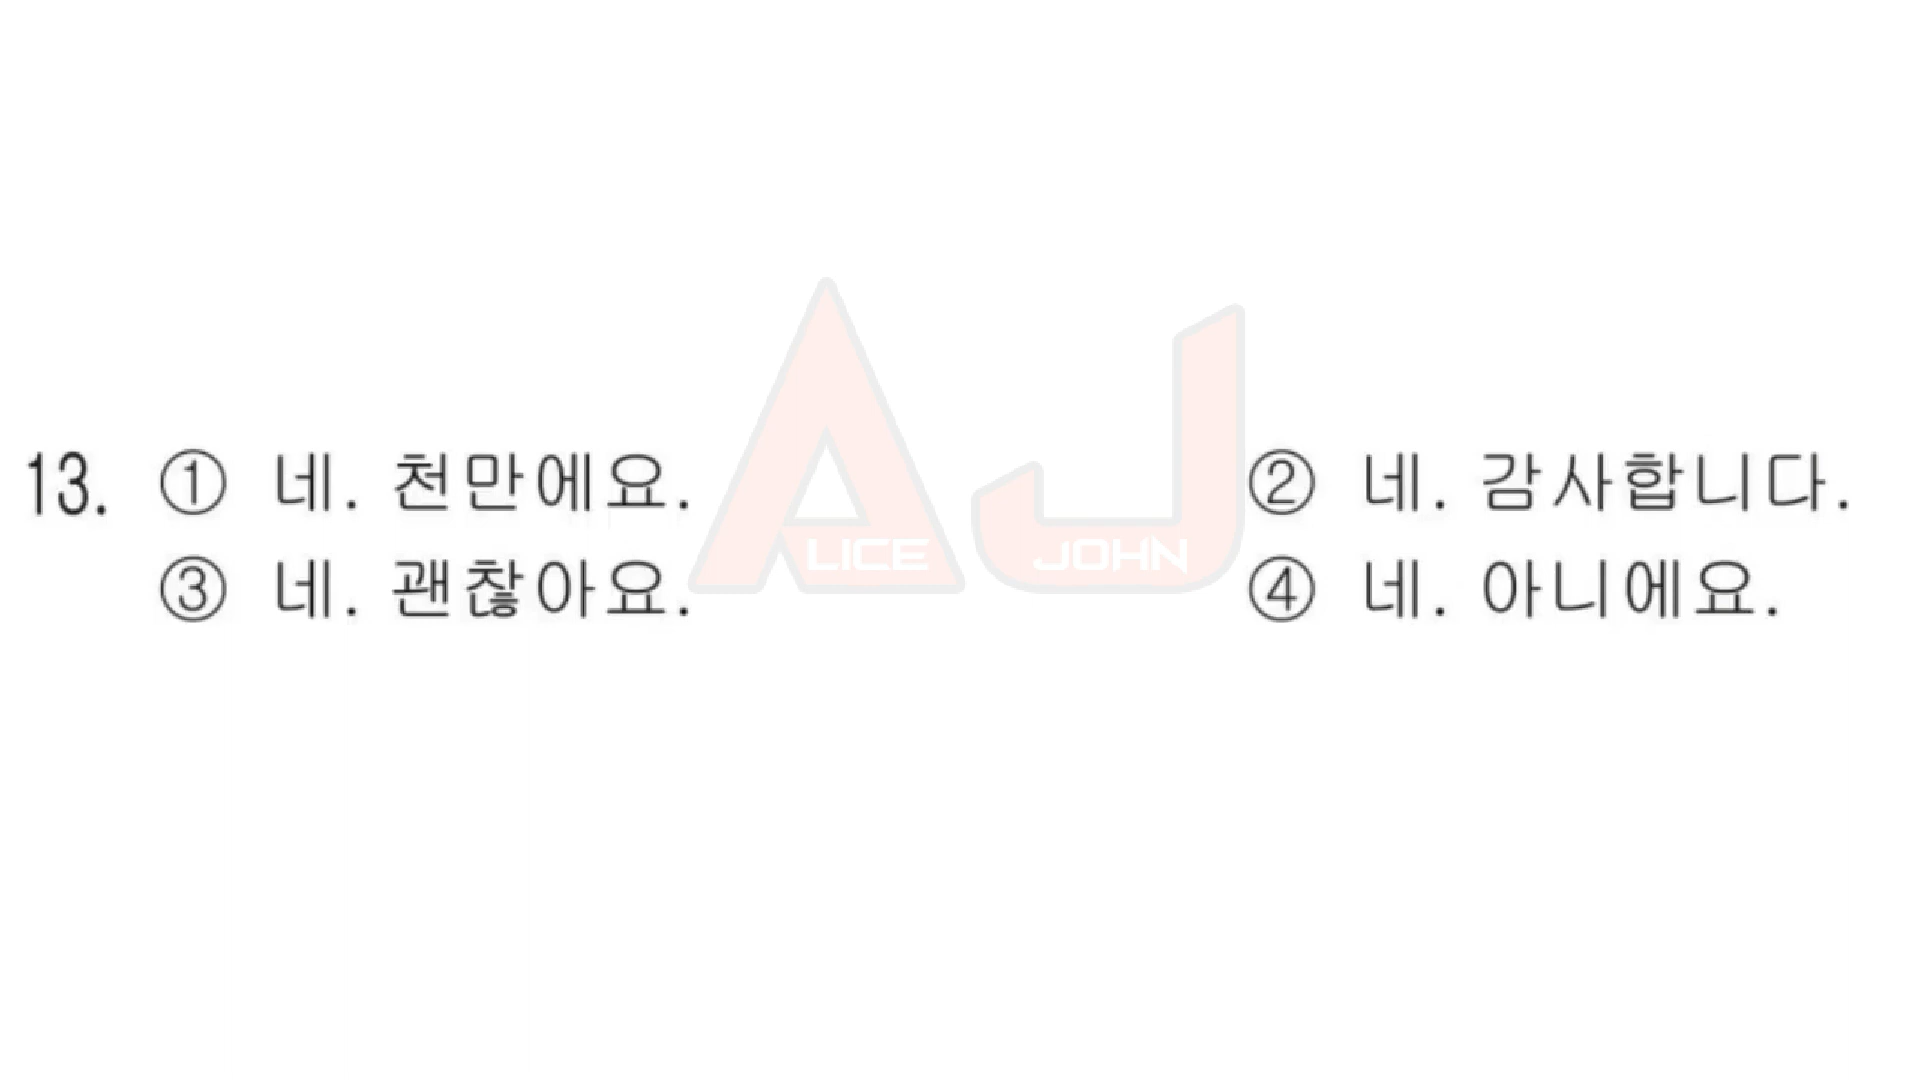 13. ① 네. 천만에요. ② 네. 감사합니다.
③ 네. 괜찮아요. ④ 네. 아니에요.
ALICE JOHN